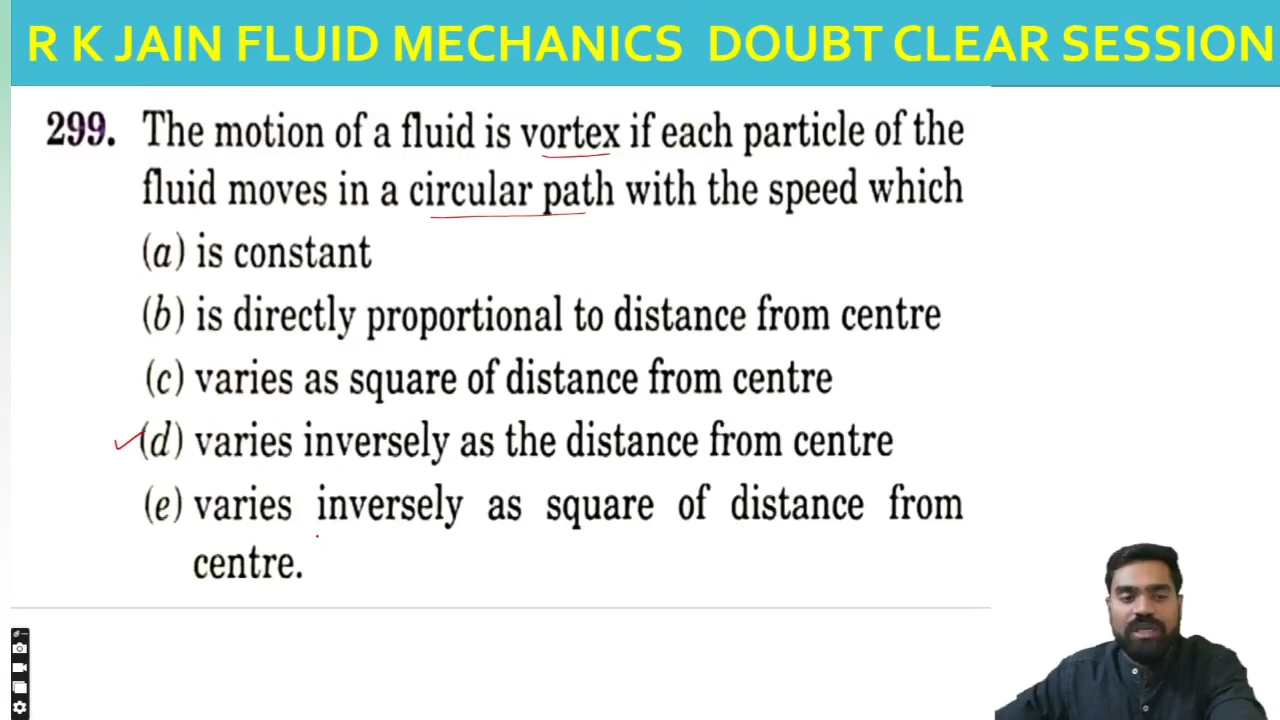 R K JAIN FLUID MECHANICS DOUBT CLEAR SESSION
299. The motion of a fluid is vortex if each particle of the
fluid moves in a circular path with the speed which
(a) is constant
(b) is directly proportional to distance from centre
(c) varies as square of distance from centre
(d) varies inversely as the distance from centre
(e) varies inversely as square of distance from
centre.